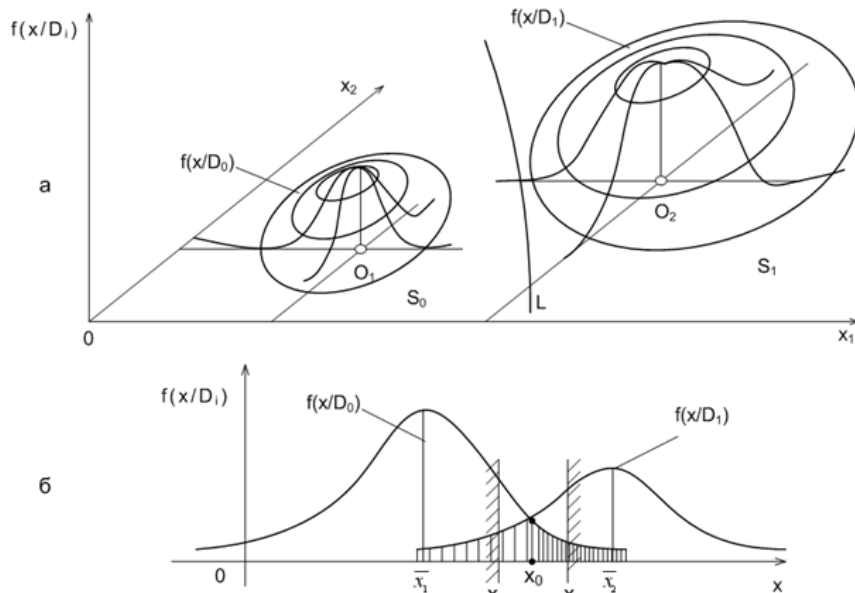 f(x/Dᵢ)
f(x/D₁)
x₂
f(x/D₀)
а
O₁
O₂
S₀
S₁
L
0
x₁
f(x/Dᵢ)
f(x/D₀)
f(x/D₁)
б
0
x̅₁
x₀
x̅₂
x